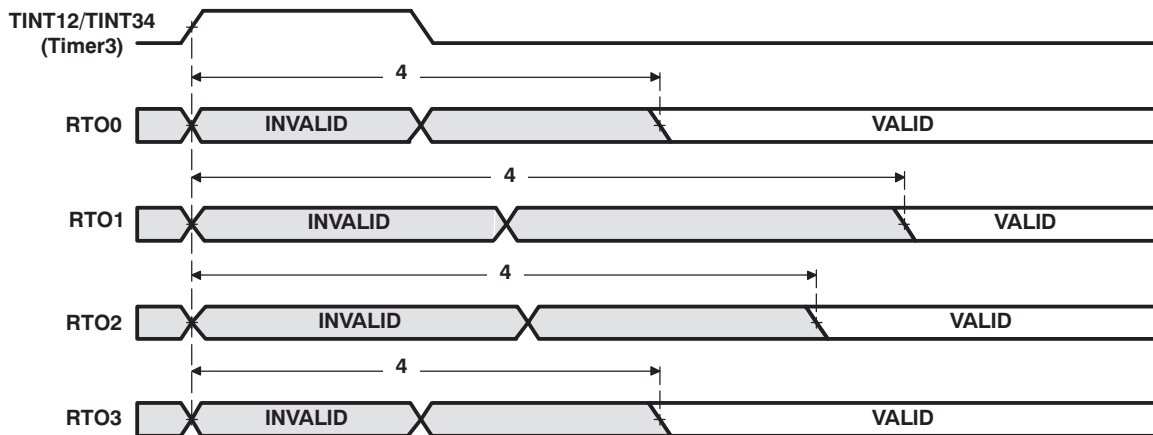 TINT12/TINT34
(Timer3)
4
RTO0 INVALID VALID
4
RTO1 INVALID VALID
4
RTO2 INVALID VALID
4
RTO3 INVALID VALID